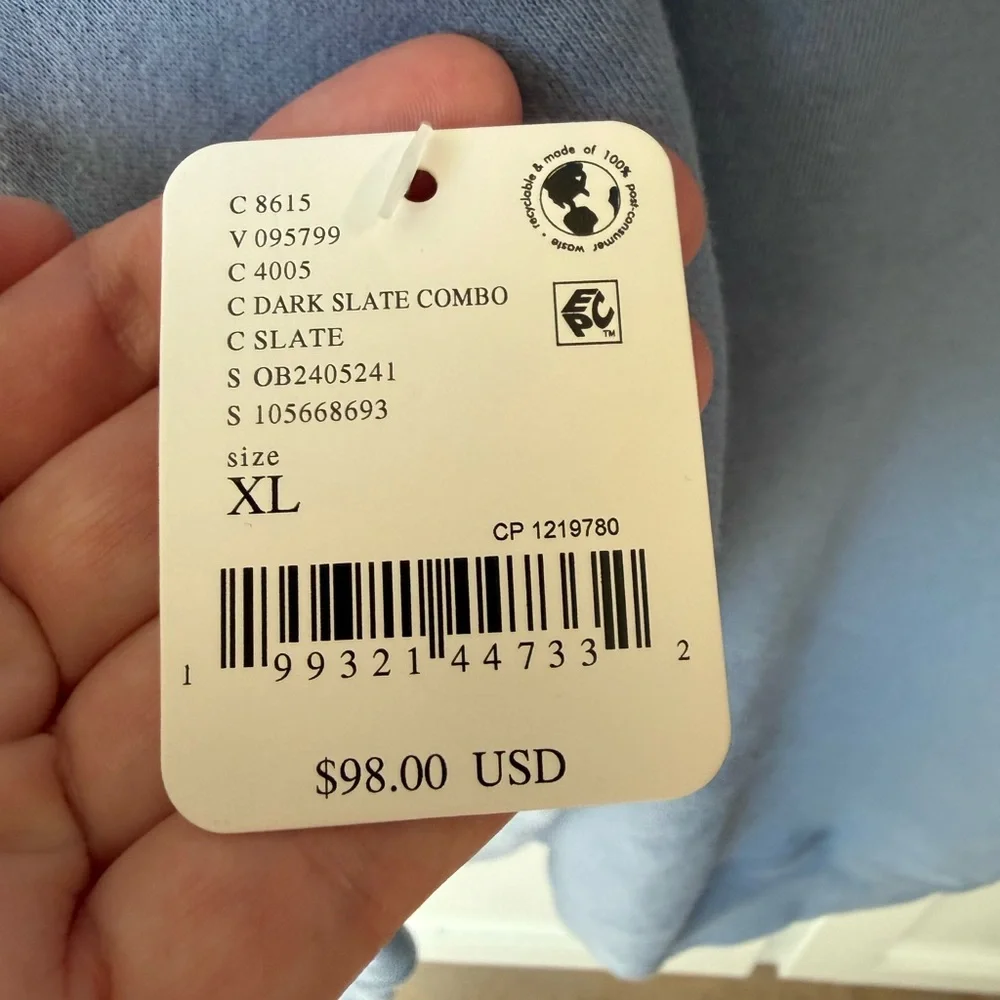 C 8615
V 095799
C 4005
C DARK SLATE COMBO
C SLATE
S OB2405241
S 105668693
size
XL
recyclable & made of 100% post-consumer waste •
EPC™
CP 1219780
1 99321 44733 2
$98.00 USD